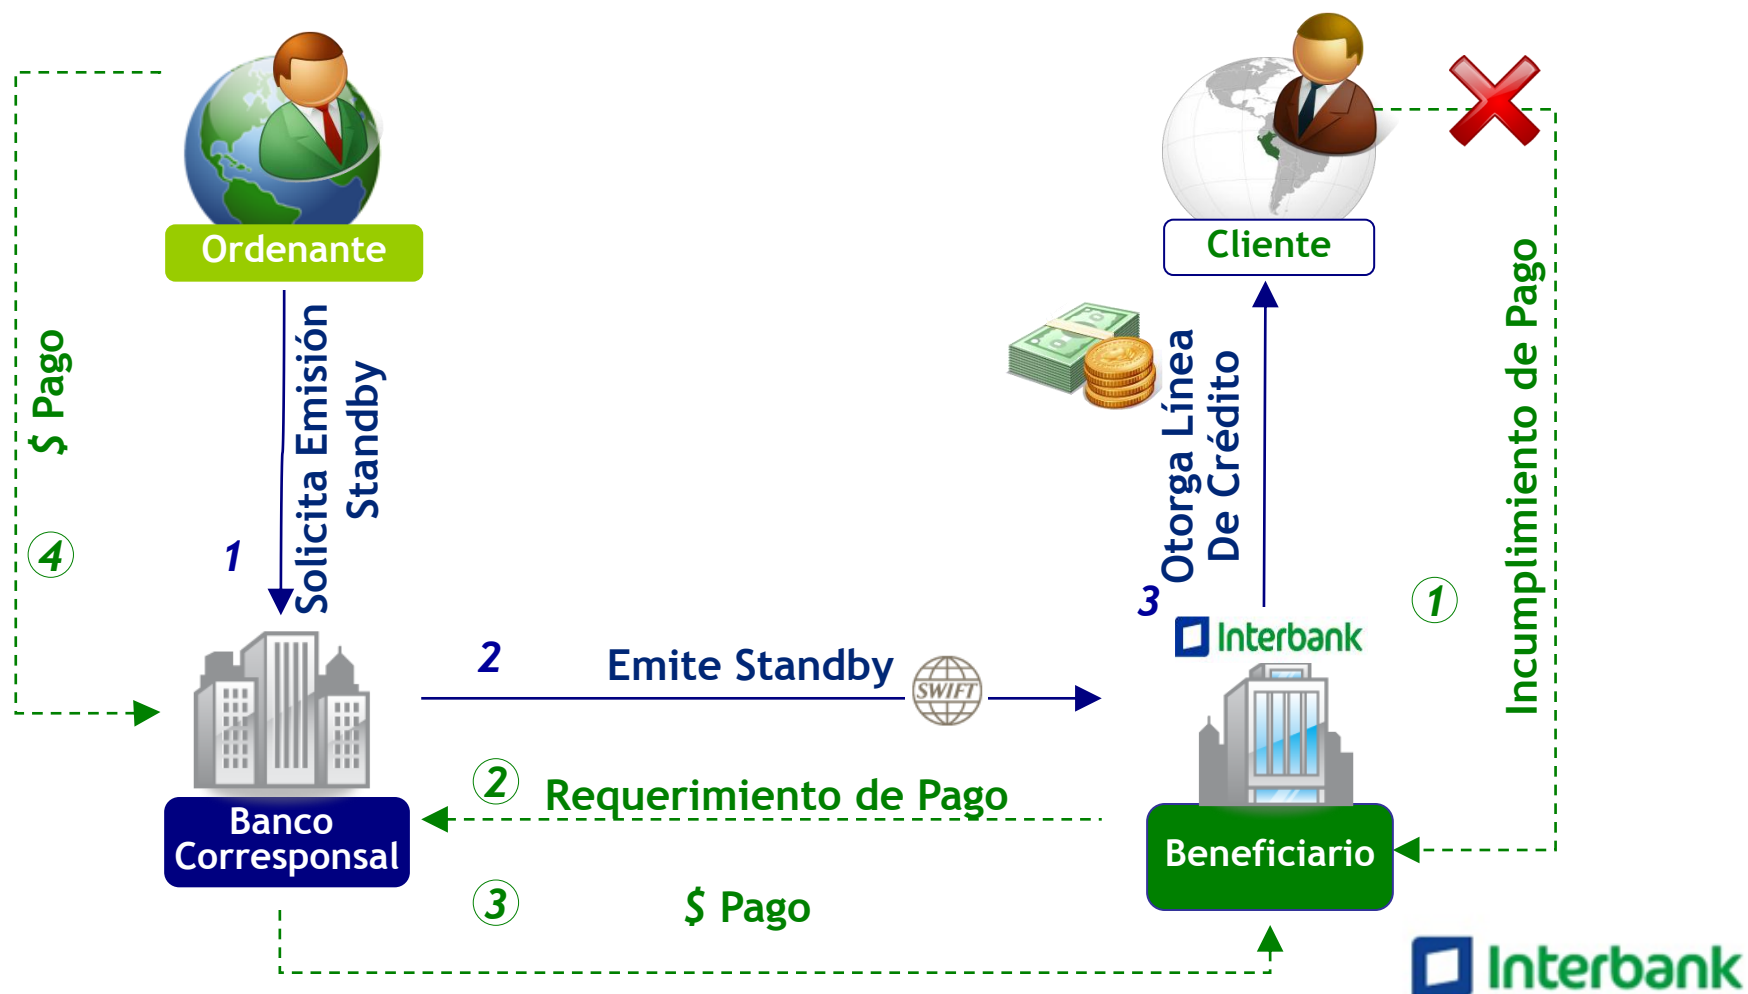 Ordenante
Cliente
$ Pago
4
1
Solicita Emisión
Standby
Otorga Línea
De Crédito
3
1
Incumplimiento de Pago
Interbank
2
Emite Standby
SWIFT
2
Requerimiento de Pago
Banco
Corresponsal
Beneficiario
3
$ Pago
Interbank